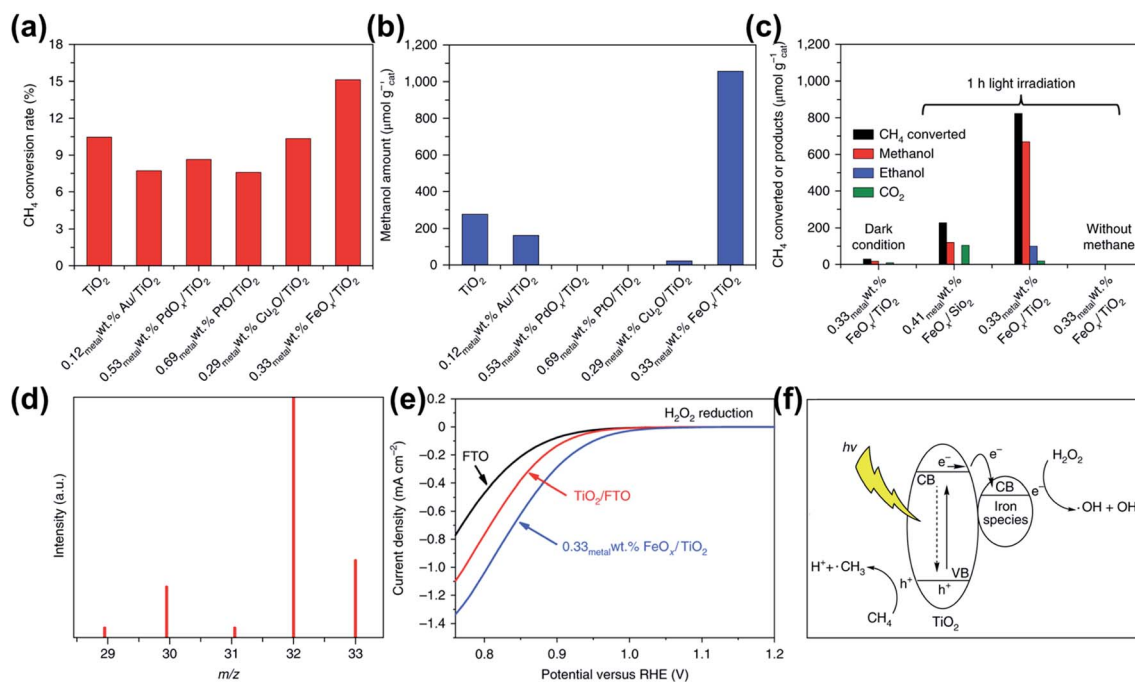 (a)
CH₄ conversion rate (%)
18
15
12
9
6
3
0
TiO₂
0.12metalwt.% Au/TiO₂
0.53metalwt.% PdOₓ/TiO₂
0.69metalwt.% PtO/TiO₂
0.29metalwt.% Cu₂O/TiO₂
0.33metalwt.% FeOₓ/TiO₂
(b)
Methanol amount (μmol g⁻¹cat)
1,200
1,000
800
600
400
200
0
TiO₂
0.12metalwt.% Au/TiO₂
0.53metalwt.% PdOₓ/TiO₂
0.69metalwt.% PtO/TiO₂
0.29metalwt.% Cu₂O/TiO₂
0.33metalwt.% FeOₓ/TiO₂
(c)
CH₄ converted or products (μmol g⁻¹cat)
1,200
1,000
800
600
400
200
0
1 h light irradiation
CH₄ converted
Methanol
Ethanol
CO₂
Dark
condition
Without
methane
0.33metalwt.%
FeOₓ/TiO₂
0.41metalwt.%
FeOₓ/SiO₂
0.33metalwt.%
FeOₓ/TiO₂
0.33metalwt.%
FeOₓ/TiO₂
(d)
Intensity (a.u.)
29 30 31 32 33
m/z
(e)
Current density (mA cm⁻²)
0.2
0
−0.2
−0.4
−0.6
−0.8
−1.0
−1.2
−1.4
H₂O₂ reduction
FTO
TiO₂/FTO
0.33metalwt.% FeOₓ/TiO₂
0.8 0.9 1.0 1.1 1.2
Potential versus RHE (V)
(f)
hv
e⁻
e⁻
H₂O₂
CB
CB
e⁻
Iron
species
·OH + OH
H⁺+·CH₃
h⁺
VB
h⁺
CH₄
TiO₂